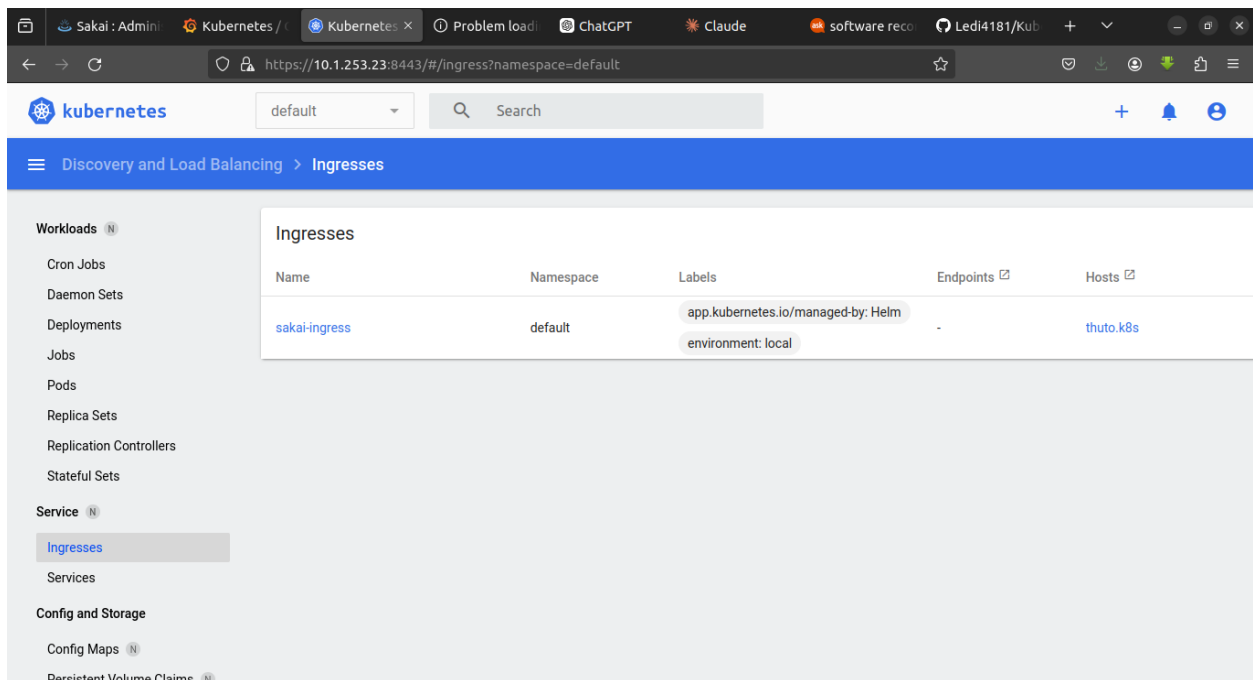 Sakai : Admini
Kubernetes / C
Kubernetes
Problem loadi
ChatGPT
Claude
software reco
Ledi4181/Kub
https://10.1.253.23:8443/#/ingress?namespace=default
kubernetes
default
Search
Discovery and Load Balancing > Ingresses
Workloads N
Cron Jobs
Daemon Sets
Deployments
Jobs
Pods
Replica Sets
Replication Controllers
Stateful Sets
Service N
Ingresses
Services
Config and Storage
Config Maps N
Persistent Volume Claims N
Ingresses
Name Namespace Labels Endpoints Hosts
sakai-ingress default app.kubernetes.io/managed-by: Helm - thuto.k8s
environment: local